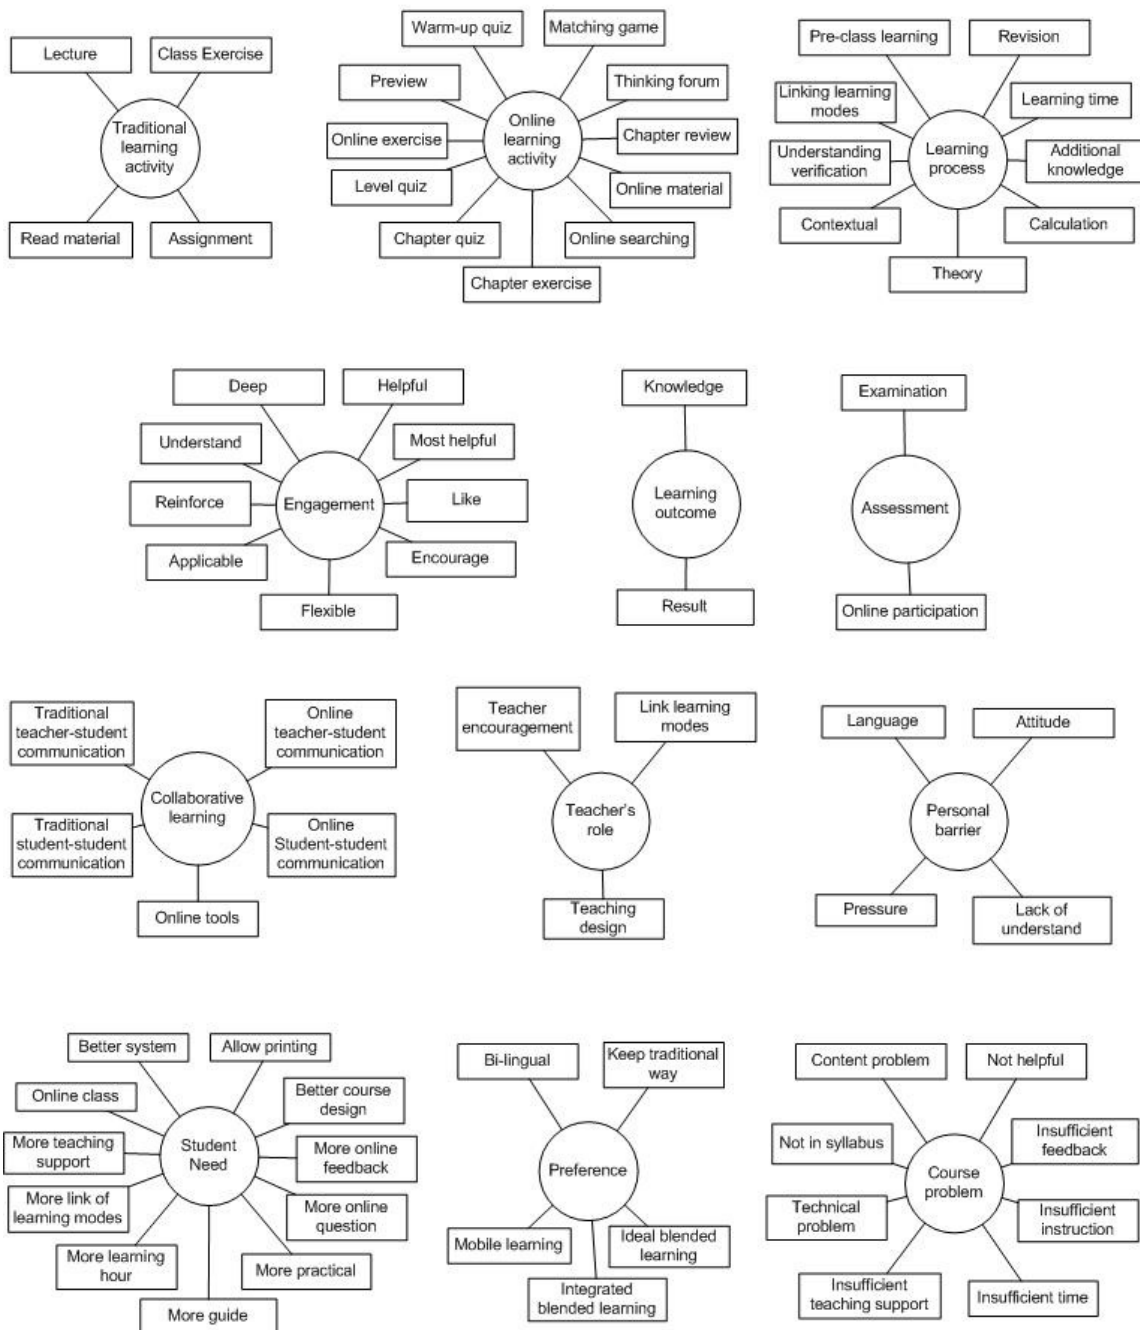 Lecture
Class Exercise
Traditional
learning
activity
Read material
Assignment
Warm-up quiz
Matching game
Preview
Thinking forum
Online exercise
Online
learning
activity
Chapter review
Level quiz
Online material
Chapter quiz
Online searching
Chapter exercise
Pre-class learning
Revision
Linking learning
modes
Learning time
Understanding
verification
Learning
process
Additional
knowledge
Contextual
Calculation
Theory
Deep
Helpful
Understand
Most helpful
Reinforce
Engagement
Like
Applicable
Encourage
Flexible
Knowledge
Learning
outcome
Result
Examination
Assessment
Online participation
Traditional
teacher-student
communication
Online
teacher-student
communication
Collaborative
learning
Traditional
student-student
communication
Online
Student-student
communication
Online tools
Teacher
encouragement
Link learning
modes
Teacher's
role
Teaching
design
Language
Attitude
Personal
barrier
Pressure
Lack of
understand
Better system
Allow printing
Online class
Better course
design
More teaching
support
Student
Need
More online
feedback
More link of
learning modes
More online
question
More learning
hour
More practical
More guide
Bi-lingual
Keep traditional
way
Preference
Mobile learning
Ideal blended
learning
Integrated
blended learning
Content problem
Not helpful
Not in syllabus
Insufficient
feedback
Course
problem
Technical
problem
Insufficient
instruction
Insufficient
teaching support
Insufficient time